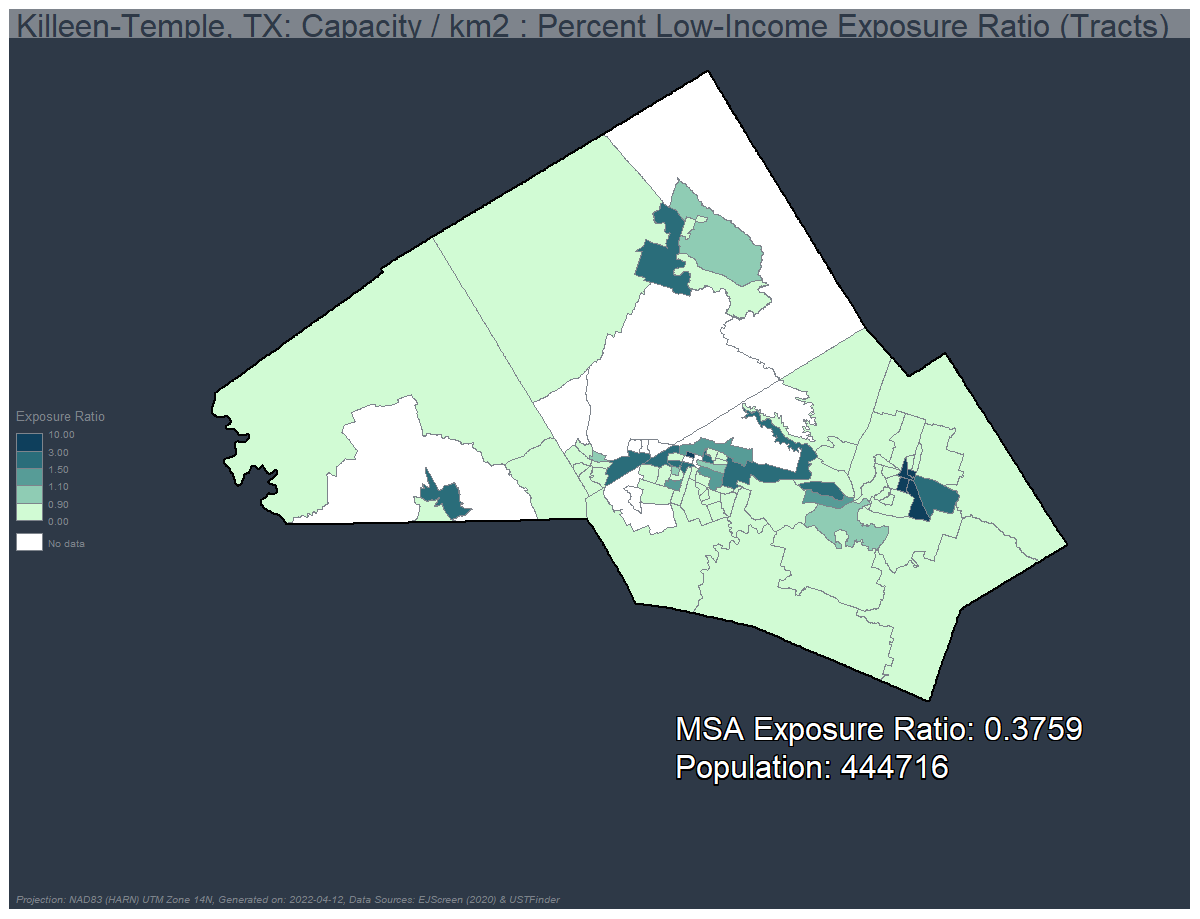 Killeen-Temple, TX: Capacity / km2 : Percent Low-Income Exposure Ratio (Tracts)
Exposure Ratio
10.00
3.00
1.50
1.10
0.90
0.00
No data
MSA Exposure Ratio: 0.3759
Population: 444716
Projection: NAD83 (HARN) UTM Zone 14N, Generated on: 2022-04-12, Data Sources: EJScreen (2020) & USTFinder